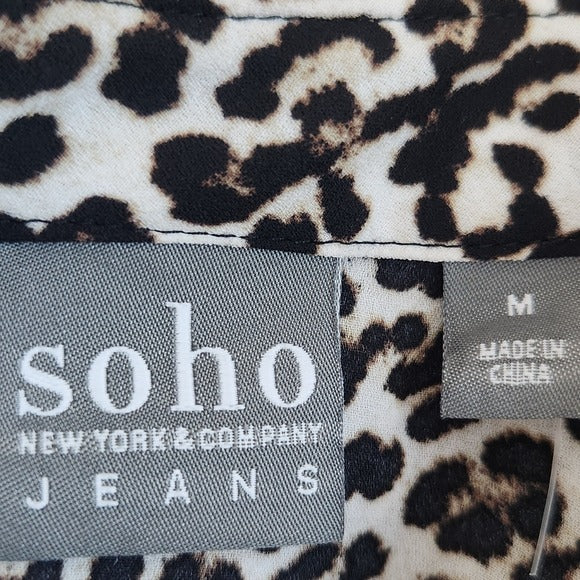 soho
NEW YORK & COMPANY
JEANS
M
MADE IN
CHINA